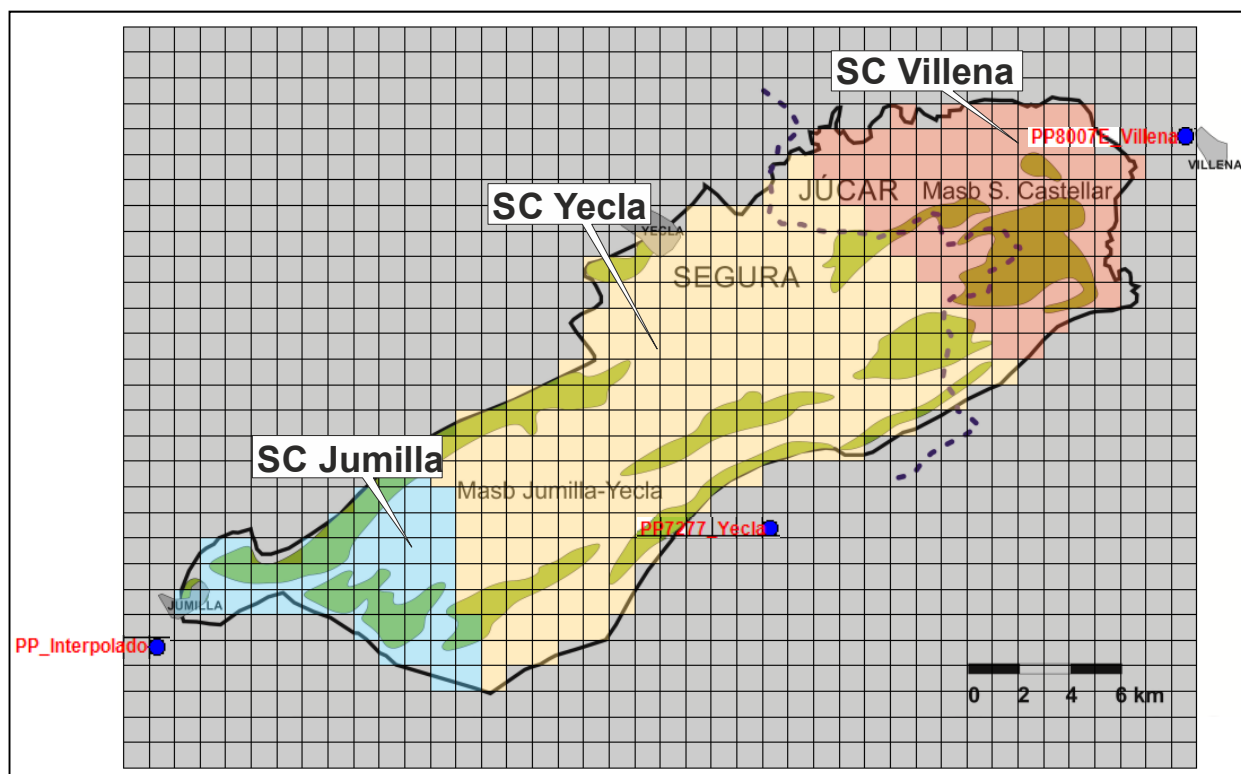 SC Villena
PP8007E_Villena
VILLENA
JÚCAR
Masb S. Castellar
SC Yecla
YECLA
SEGURA
SC Jumilla
Masb Jumilla-Yecla
PP7277_Yecla
JUMILLA
PP_Interpolado
0 2 4 6 km